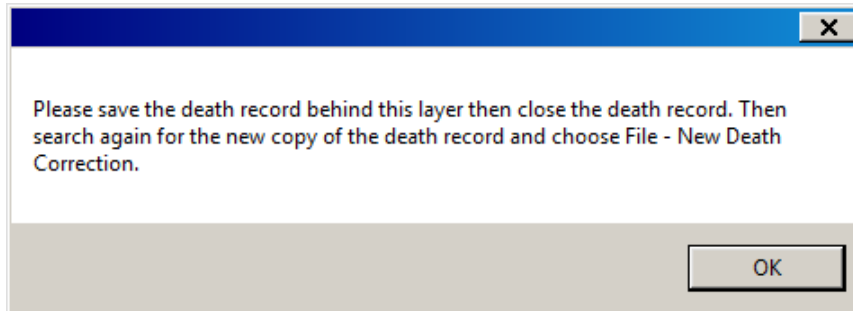 Please save the death record behind this layer then close the death record. Then
search again for the new copy of the death record and choose File - New Death
Correction.
OK